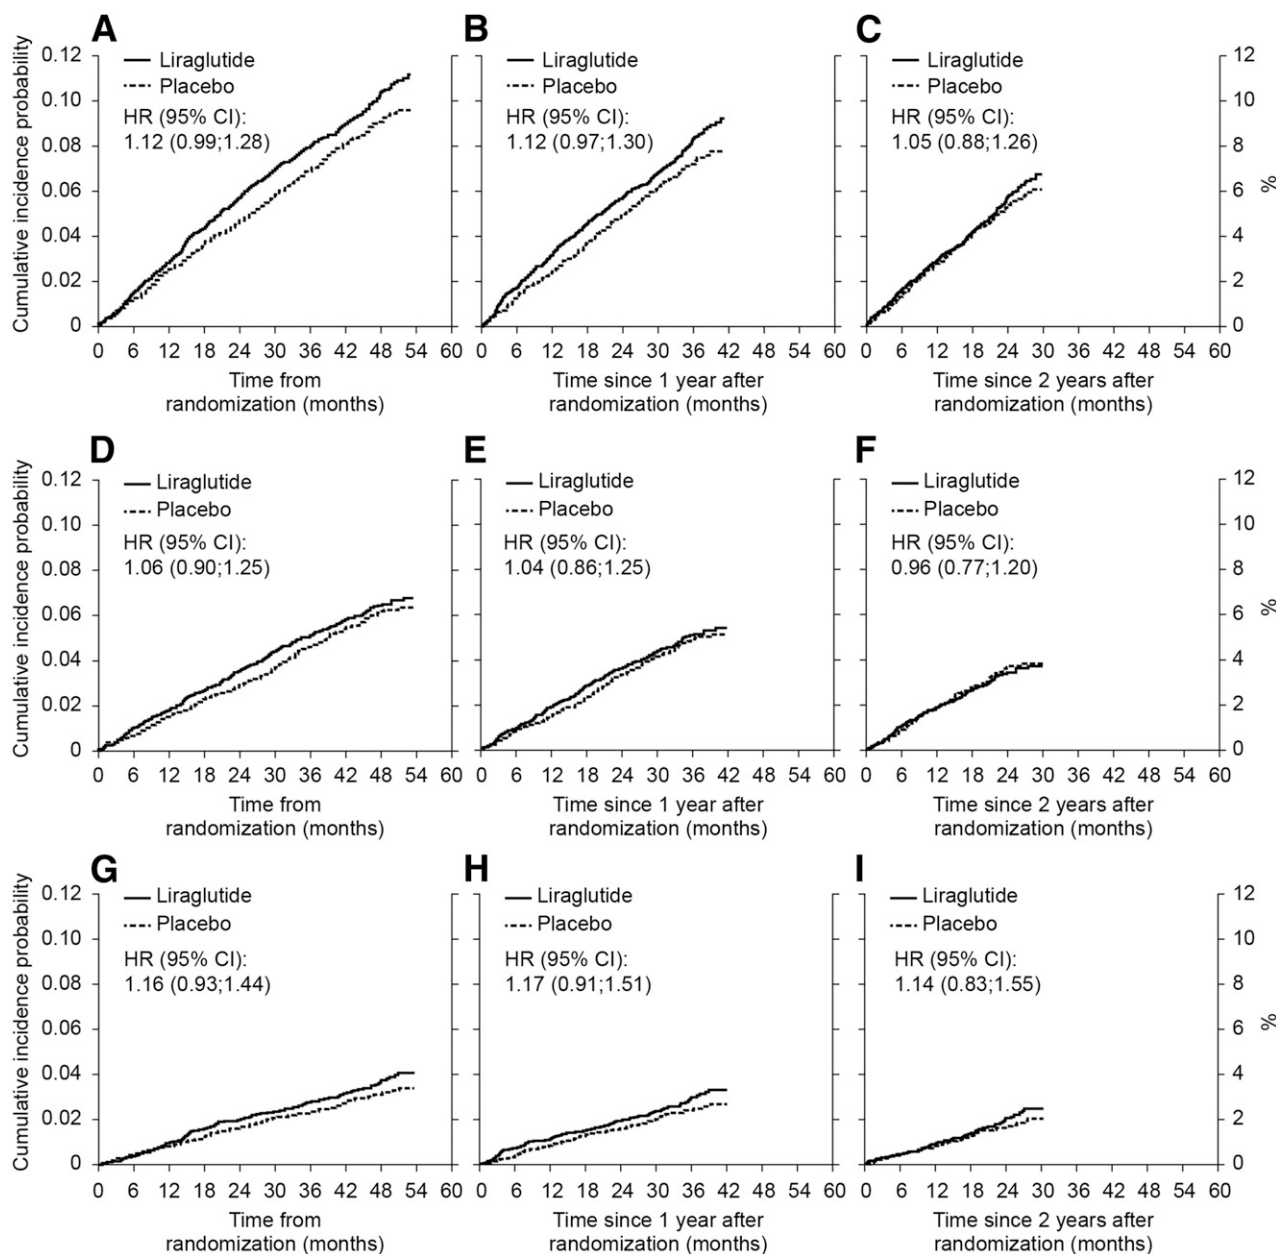 A
Cumulative incidence probability
0.12
0.10
0.08
0.06
0.04
0.02
0
Liraglutide
Placebo
HR (95% CI):
1.12 (0.99;1.28)
0 6 12 18 24 30 36 42 48 54 60
Time from
randomization (months)
B
Liraglutide
Placebo
HR (95% CI):
1.12 (0.97;1.30)
0 6 12 18 24 30 36 42 48 54 60
Time since 1 year after
randomization (months)
C
Liraglutide
Placebo
HR (95% CI):
1.05 (0.88;1.26)
12
10
8
6
4
2
0
%
0 6 12 18 24 30 36 42 48 54 60
Time since 2 years after
randomization (months)
D
Cumulative incidence probability
0.12
0.10
0.08
0.06
0.04
0.02
0
Liraglutide
Placebo
HR (95% CI):
1.06 (0.90;1.25)
0 6 12 18 24 30 36 42 48 54 60
Time from
randomization (months)
E
Liraglutide
Placebo
HR (95% CI):
1.04 (0.86;1.25)
0 6 12 18 24 30 36 42 48 54 60
Time since 1 year after
randomization (months)
F
Liraglutide
Placebo
HR (95% CI):
0.96 (0.77;1.20)
12
10
8
6
4
2
0
%
0 6 12 18 24 30 36 42 48 54 60
Time since 2 years after
randomization (months)
G
Cumulative incidence probability
0.12
0.10
0.08
0.06
0.04
0.02
0
Liraglutide
Placebo
HR (95% CI):
1.16 (0.93;1.44)
0 6 12 18 24 30 36 42 48 54 60
Time from
randomization (months)
H
Liraglutide
Placebo
HR (95% CI):
1.17 (0.91;1.51)
0 6 12 18 24 30 36 42 48 54 60
Time since 1 year after
randomization (months)
I
Liraglutide
Placebo
HR (95% CI):
1.14 (0.83;1.55)
12
10
8
6
4
2
0
%
0 6 12 18 24 30 36 42 48 54 60
Time since 2 years after
randomization (months)